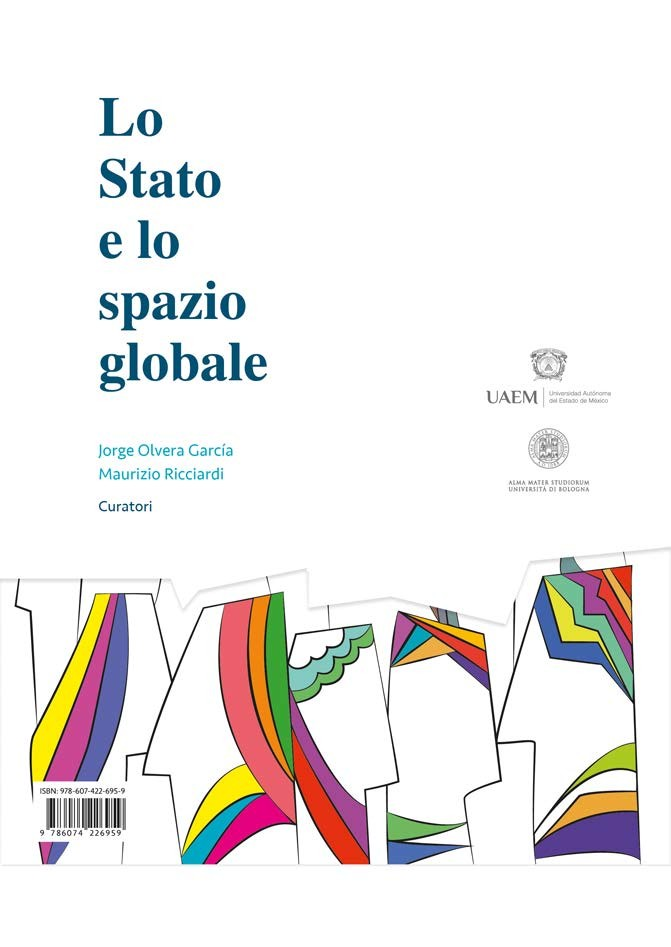 Lo
Stato
e lo
spazio
globale
Jorge Olvera García
Maurizio Ricciardi
Curatori
UAEM
Universidad Autónoma
del Estado de México
ALMA MATER STUDIORUM
UNIVERSITÀ DI BOLOGNA
ISBN: 978-607-422-695-9
9 786074 226959